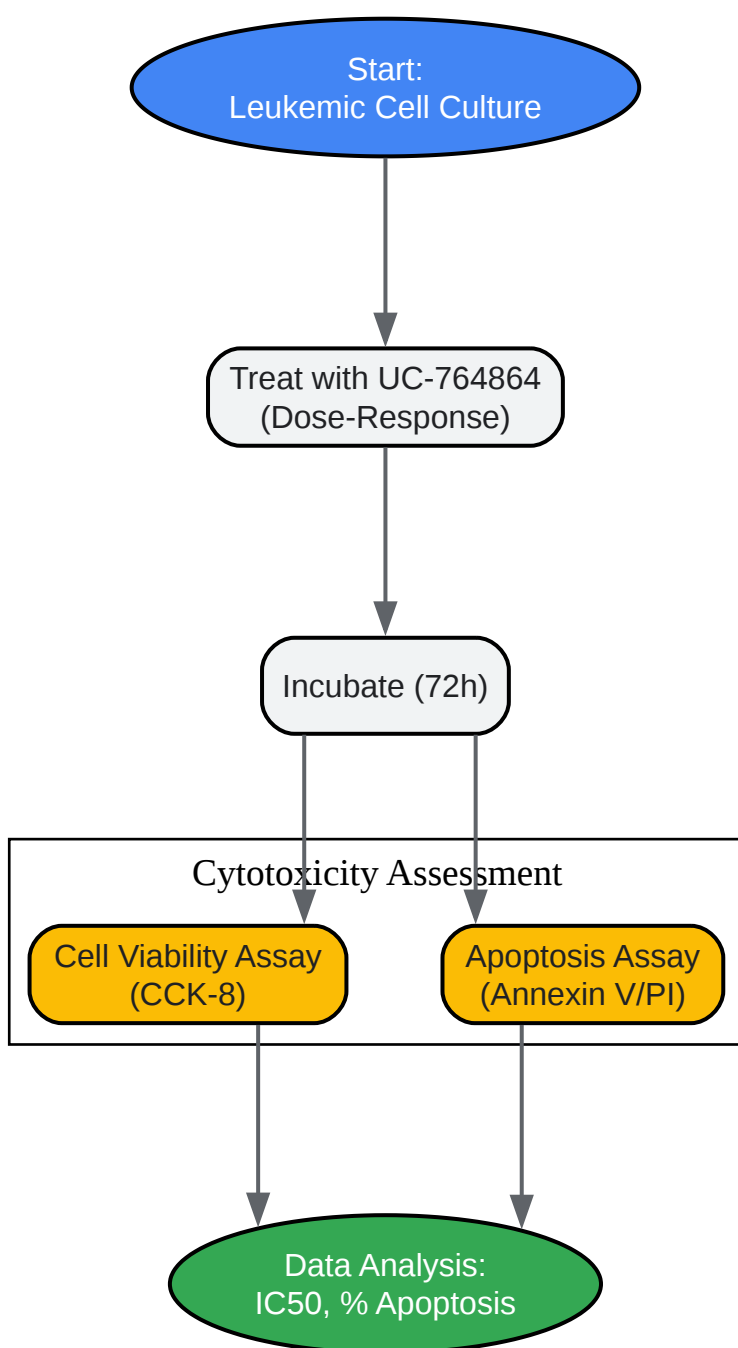 Start:
Leukemic Cell Culture
Treat with UC-764864
(Dose-Response)
Incubate (72h)
Cytotoxicity Assessment
Cell Viability Assay
(CCK-8)
Apoptosis Assay
(Annexin V/PI)
Data Analysis:
IC50, % Apoptosis